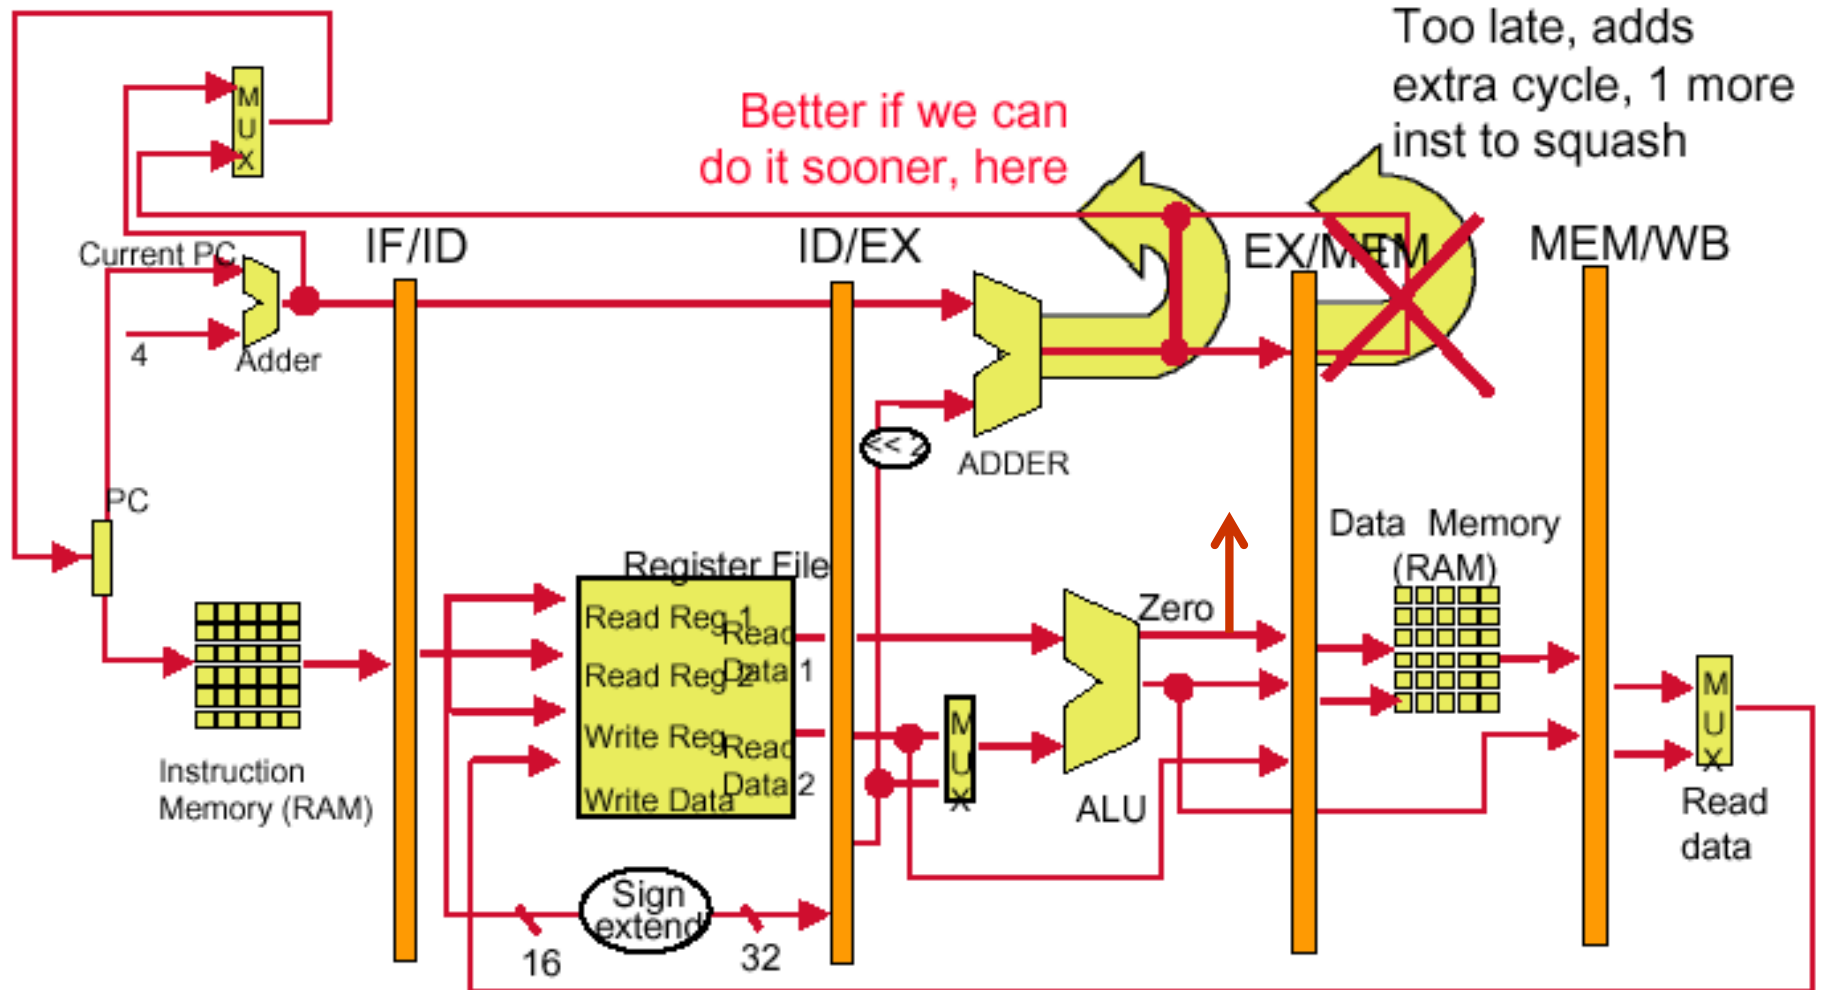 Too late, adds
extra cycle, 1 more
inst to squash
Better if we can
do it sooner, here
M
U
X
Current PC
IF/ID
ID/EX
EX/MEM
MEM/WB
4
Adder
<< 2
ADDER
PC
Data Memory
(RAM)
Register File
Zero
Read Reg 1
Read
Data 1
Read Reg 2
Write Reg
Read
Data 2
Write Data
M
U
X
M
U
X
Instruction
Memory (RAM)
ALU
Read
data
Sign
extend
16
32